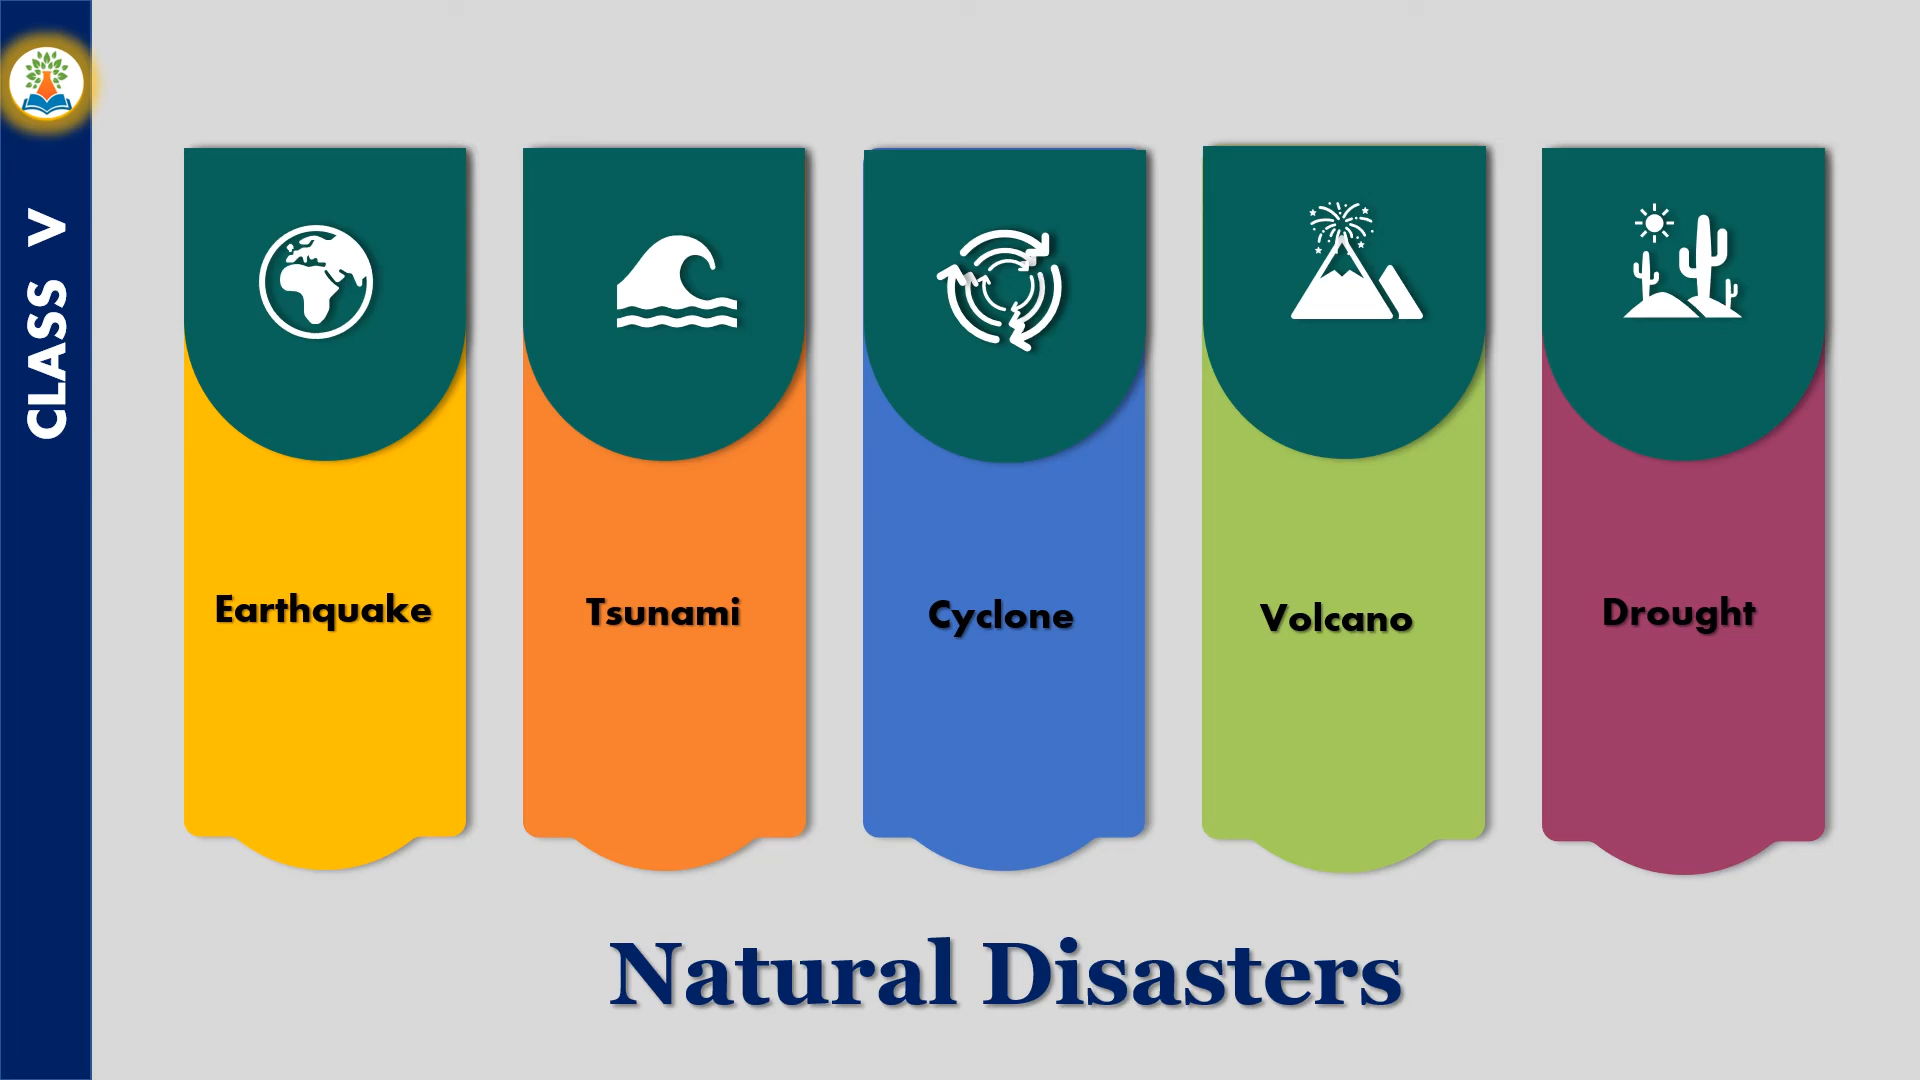 CLASS V
Earthquake
Tsunami
Cyclone
Volcano
Drought
Natural Disasters